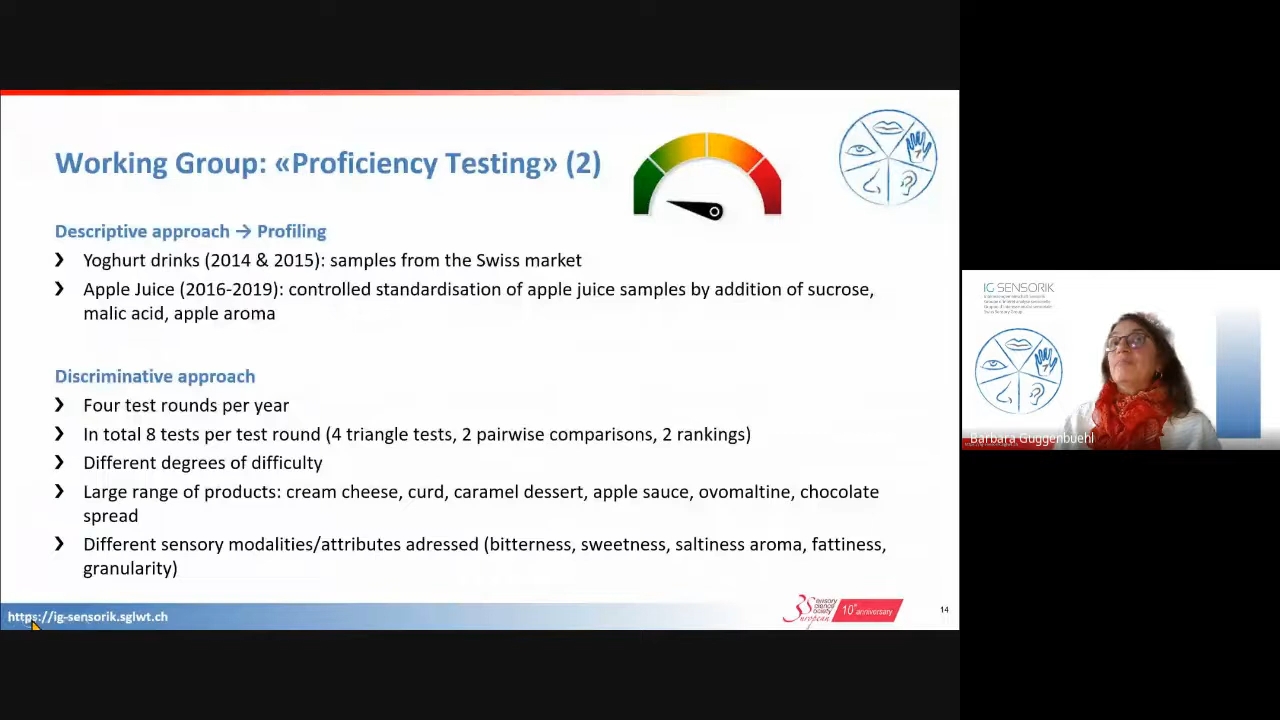 Working Group: «Proficiency Testing» (2)
Descriptive approach → Profiling
❯ Yoghurt drinks (2014 & 2015): samples from the Swiss market
❯ Apple Juice (2016-2019): controlled standardisation of apple juice samples by addition of sucrose,
malic acid, apple aroma
Discriminative approach
❯ Four test rounds per year
❯ In total 8 tests per test round (4 triangle tests, 2 pairwise comparisons, 2 rankings)
❯ Different degrees of difficulty
❯ Large range of products: cream cheese, curd, caramel dessert, apple sauce, ovomaltine, chocolate
spread
❯ Different sensory modalities/attributes adressed (bitterness, sweetness, saltiness aroma, fattiness,
granularity)
https://ig-sensorik.sglwt.ch
sensory
science
society
European
10th anniversary
14
IG SENSORIK
Barbara Guggenbuehl